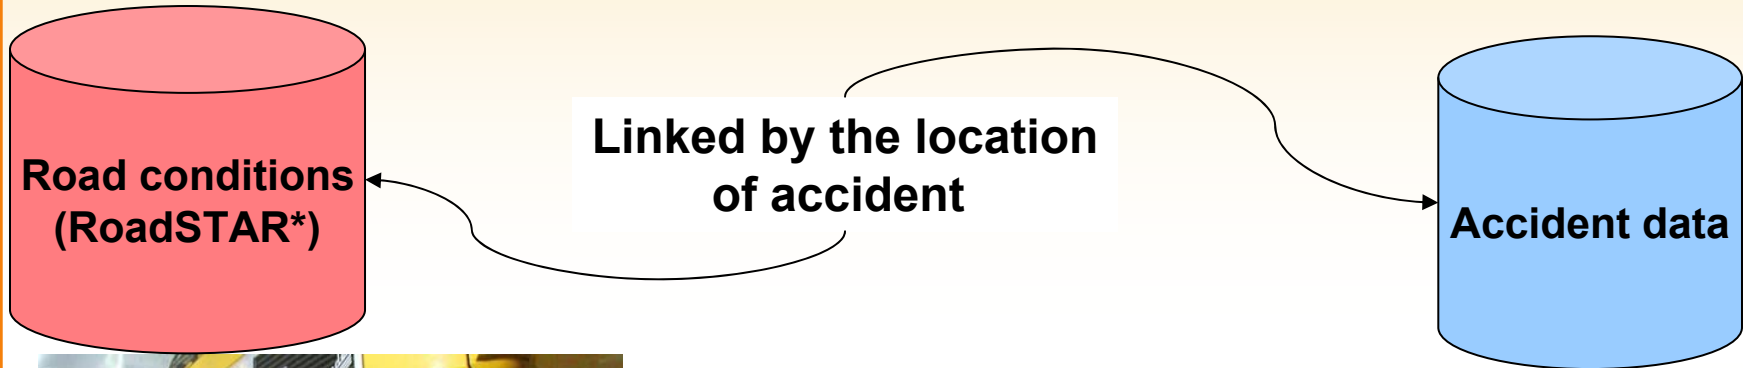 Road conditions
(RoadSTAR*)
Linked by the location
of accident
Accident data